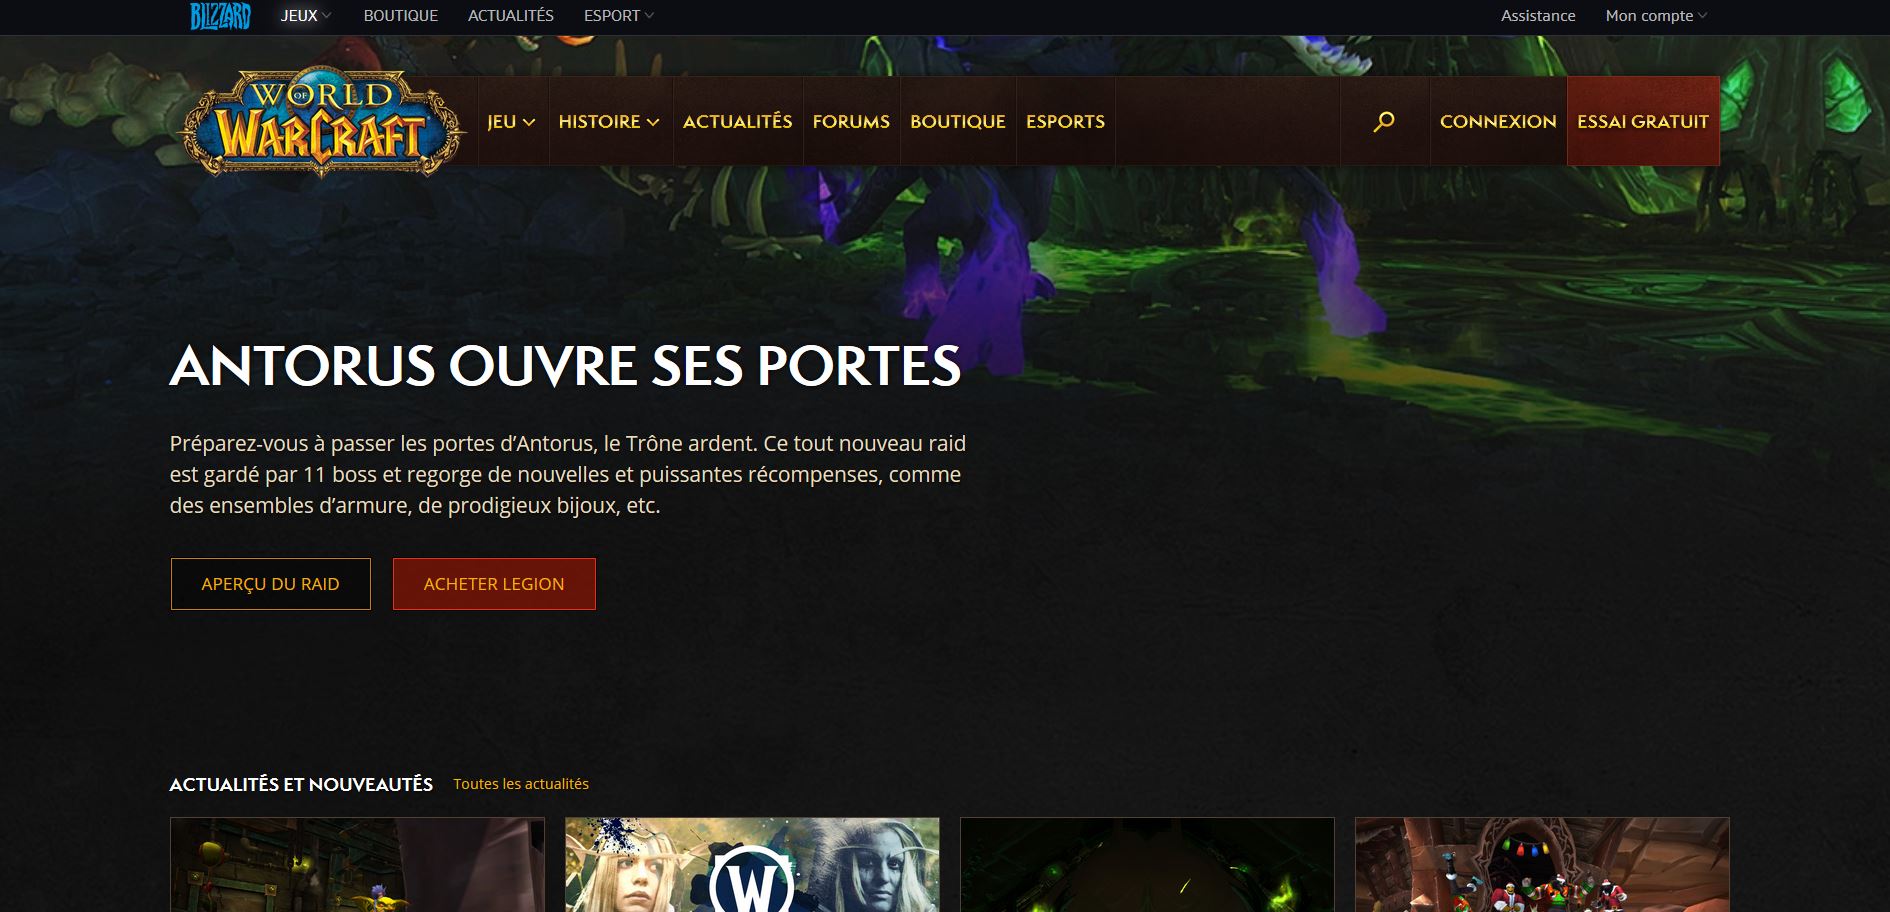 BLIZZARD JEUX BOUTIQUE ACTUALITÉS ESPORT Assistance Mon compte
WORLD OF WARCRAFT
JEU HISTOIRE ACTUALITÉS FORUMS BOUTIQUE ESPORTS CONNEXION ESSAI GRATUIT
ANTORUS OUVRE SES PORTES
Préparez-vous à passer les portes d’Antorus, le Trône ardent. Ce tout nouveau raid
est gardé par 11 boss et regorge de nouvelles et puissantes récompenses, comme
des ensembles d’armure, de prodigieux bijoux, etc.
APERÇU DU RAID ACHETER LEGION
ACTUALITÉS ET NOUVEAUTÉS Toutes les actualités
W